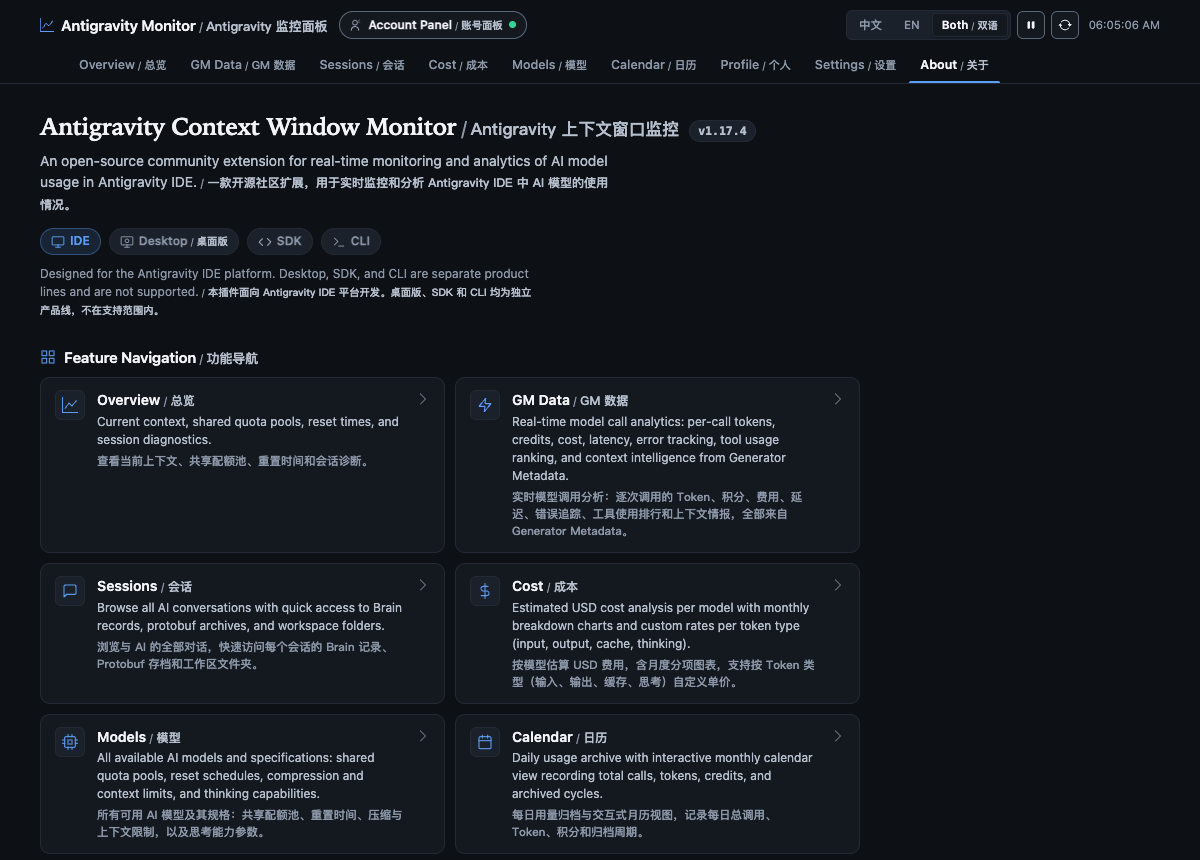 Antigravity Monitor / Antigravity 监控面板
Account Panel / 账号面板
中文 EN Both / 双语 06:05:06 AM
Overview / 总览 GM Data / GM 数据 Sessions / 会话 Cost / 成本 Models / 模型 Calendar / 日历 Profile / 个人 Settings / 设置 About / 关于
Antigravity Context Window Monitor / Antigravity 上下文窗口监控 v1.17.4
An open-source community extension for real-time monitoring and analytics of AI model
usage in Antigravity IDE. / 一款开源社区扩展，用于实时监控和分析 Antigravity IDE 中 AI 模型的使用
情况。
IDE Desktop / 桌面版 SDK CLI
Designed for the Antigravity IDE platform. Desktop, SDK, and CLI are separate product
lines and are not supported. / 本插件面向 Antigravity IDE 平台开发。桌面版、SDK 和 CLI 均为独立
产品线，不在支持范围内。
Feature Navigation / 功能导航
Overview / 总览
Current context, shared quota pools, reset times, and
session diagnostics.
查看当前上下文、共享配额池、重置时间和会话诊断。
GM Data / GM 数据
Real-time model call analytics: per-call tokens,
credits, cost, latency, error tracking, tool usage
ranking, and context intelligence from Generator
Metadata.
实时模型调用分析：逐次调用的 Token、积分、费用、延
迟、错误追踪、工具使用排行和上下文情报，全部来自
Generator Metadata。
Sessions / 会话
Browse all AI conversations with quick access to Brain
records, protobuf archives, and workspace folders.
浏览与 AI 的全部对话，快速访问每个会话的 Brain 记录、
Protobuf 存档和工作区文件夹。
Cost / 成本
Estimated USD cost analysis per model with monthly
breakdown charts and custom rates per token type
(input, output, cache, thinking).
按模型估算 USD 费用，含月度分项图表，支持按 Token 类
型（输入、输出、缓存、思考）自定义单价。
Models / 模型
All available AI models and specifications: shared
quota pools, reset schedules, compression and
context limits, and thinking capabilities.
所有可用 AI 模型及其规格：共享配额池、重置时间、压缩与
上下文限制，以及思考能力参数。
Calendar / 日历
Daily usage archive with interactive monthly calendar
view recording total calls, tokens, credits, and
archived cycles.
每日用量归档与交互式月历视图，记录每日总调用、
Token、积分和归档周期。